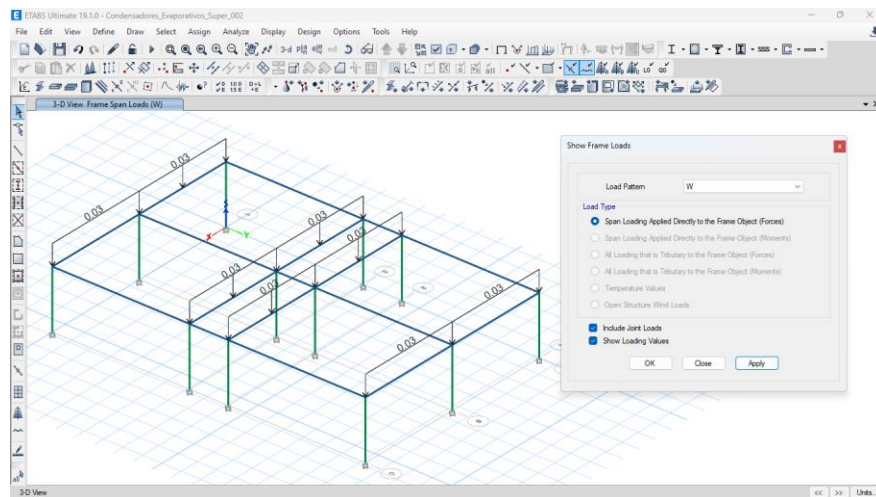 ETABS Ultimate 19.1.0 - Condensadores_Evaporativos_Super_002
File Edit View Define Draw Select Assign Analyze Display Design Options Tools Help
3-D View Frame Span Loads (W)
Show Frame Loads
Load Pattern W
Load Type
Span Loading Applied Directly to the Frame Object (Forces)
Span Loading Applied Directly to the Frame Object (Moments)
All Loading that is Tributary to the Frame Object (Forces)
All Loading that is Tributary to the Frame Object (Moments)
Temperature Values
Open Structure Wind Loads
Include Joint Loads
Show Loading Values
OK Close Apply
0.03
0.03
0.03
0.03
0.03
0.03
0.03
0.03
X
Y
3-D View
Units...